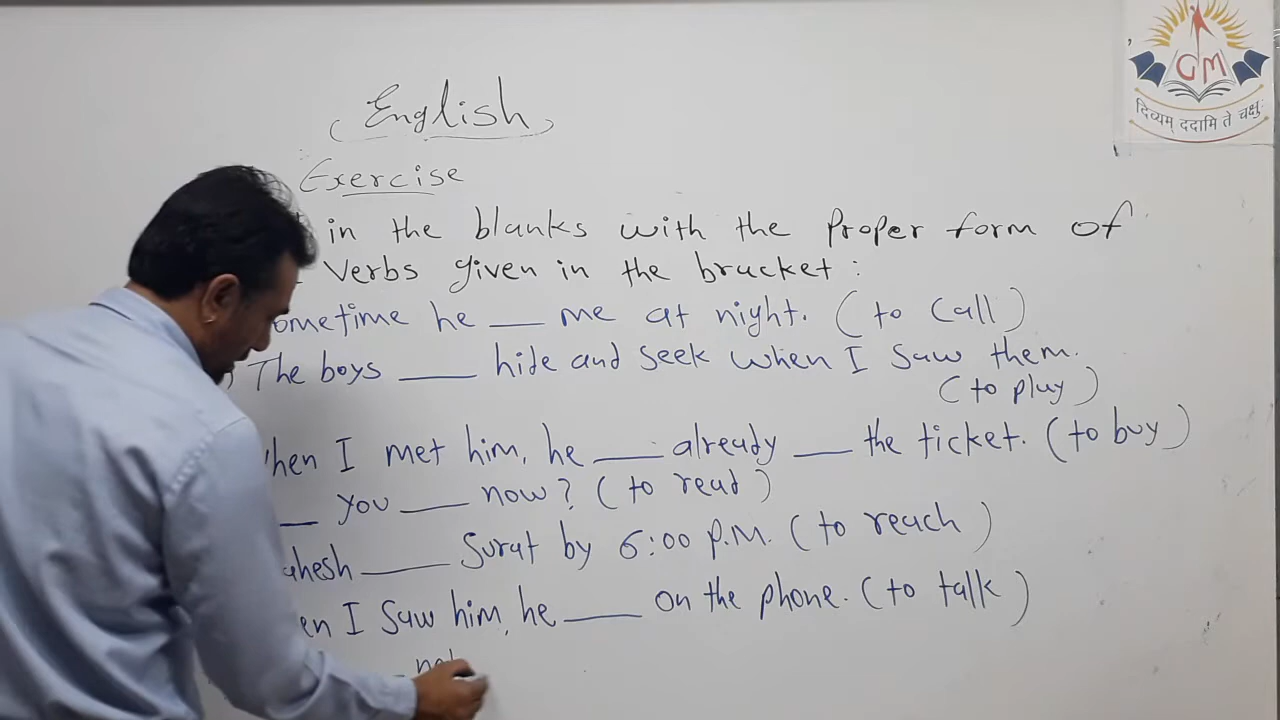 GM
दिव्यम् ददामि ते चक्षुः
English
Exercise
in the blanks with the proper form of
Verbs given in the bracket :
ometime he ___ me at night. (to call)
The boys ___ hide and seek when I saw them.
(to play)
hen I met him, he ___ already ___ the ticket. (to buy)
___ you ___ now? (to read)
ahesh ___ Surat by 6:00 P.M. (to reach)
en I saw him, he ___ on the phone. (to talk)